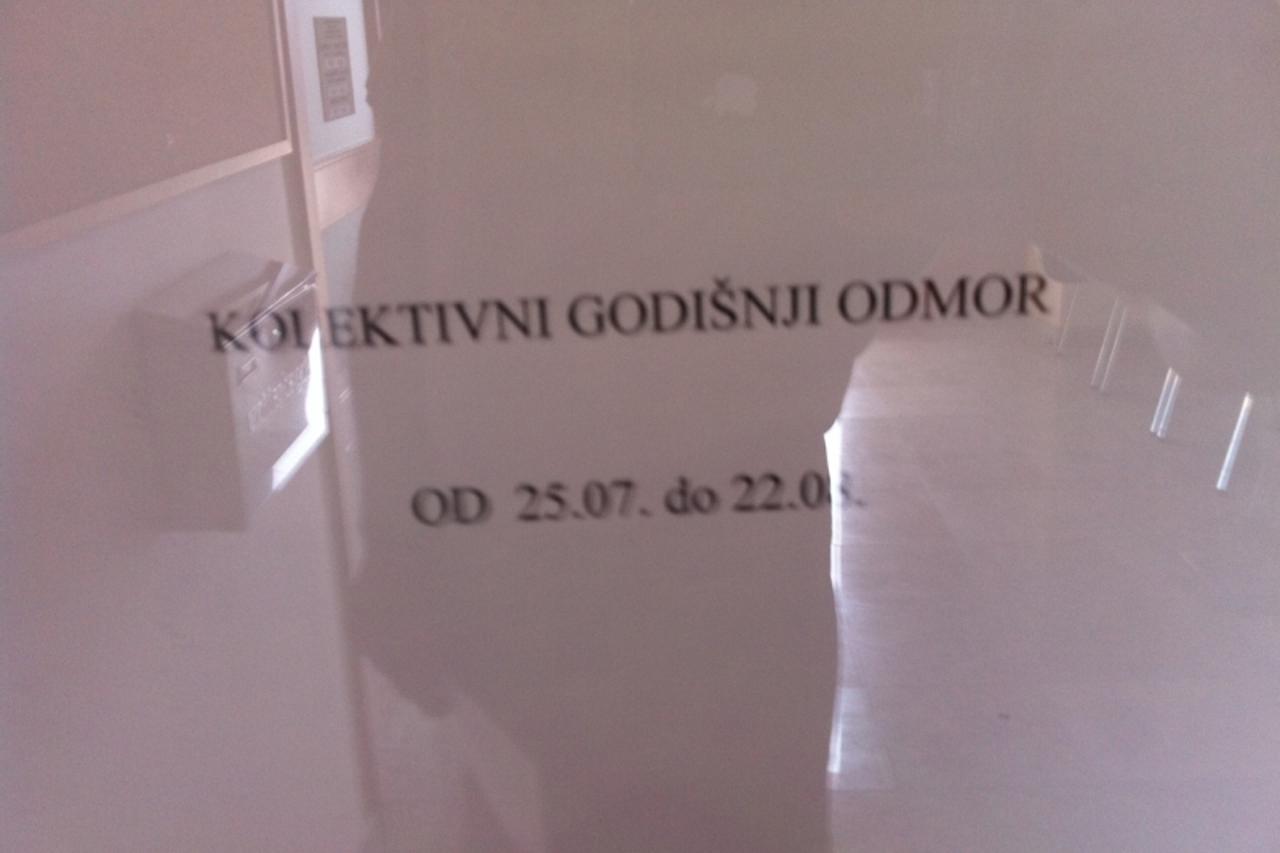 KOLEKTIVNI GODIŠNJI ODMOR
OD 25.07. do 22.08.